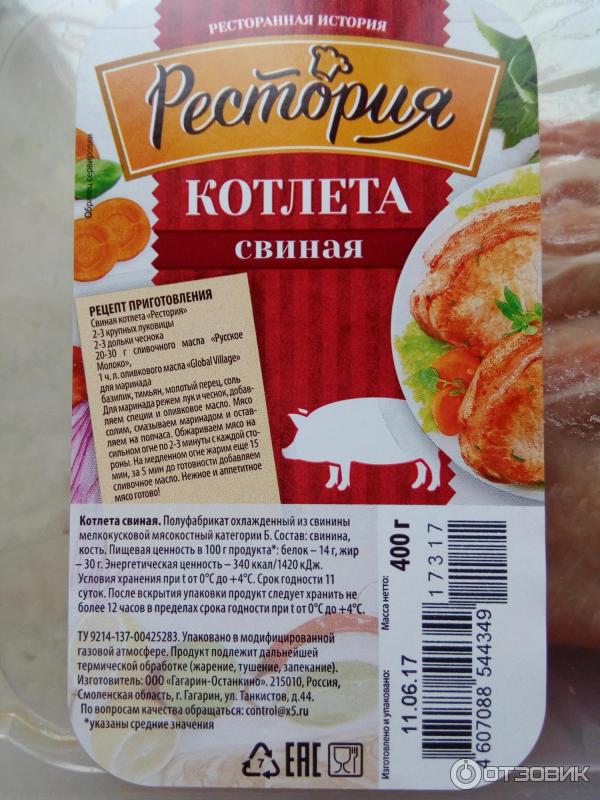 РЕСТОРАННАЯ ИСТОРИЯ
Рестория
КОТЛЕТА
свиная
Образец сервировки
РЕЦЕПТ ПРИГОТОВЛЕНИЯ
Свиная котлета «Рестория»
2-3 крупных луковицы
2-3 дольки чеснока
20-30 г сливочного масла «Русское
Молоко»,
1 ч. л. оливкового масла «Global Village»
для маринада
базилик, тимьян, молотый перец, соль
Для маринада режем лук и чеснок, добав-
ляем специи и оливковое масло. Мясо
солим, смазываем маринадом и остав-
ляем на полчаса. Обжариваем мясо на
сильном огне по 2-3 минуты с каждой сто-
роны. На медленном огне жарим еще 15
мин, за 5 мин до готовности добавляем
сливочное масло. Нежное и аппетитное
мясо готово!
Котлета свиная. Полуфабрикат охлажденный из свинины
мелкокусковой мясокостный категории Б. Состав: свинина,
кость. Пищевая ценность в 100 г продукта*: белок – 14 г, жир
– 30 г. Энергетическая ценность – 340 ккал/1420 кДж.
Условия хранения при t от 0°С до +4°С. Срок годности 11
суток. После вскрытия упаковки продукт следует хранить не
более 12 часов в пределах срока годности при t от 0°С до +4°С.
ТУ 9214-137-00425283. Упаковано в модифицированной
газовой атмосфере. Продукт подлежит дальнейшей
термической обработке (жарение, тушение, запекание).
Изготовитель: ООО «Гагарин-Останкино». 215010, Россия,
Смоленская область, г. Гагарин, ул. Танкистов, д.44.
По вопросам качества обращаться: control@x5.ru
*указаны средние значения
7
EAC
Масса нетто: 400 г
Изготовлено и упаковано: 11.06.17
17317
4 607088 544349
ОТЗОВИК